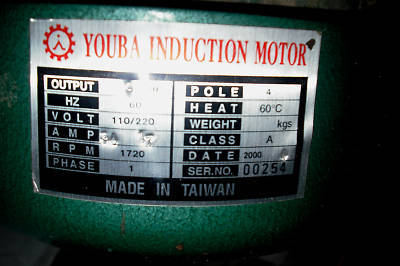 YOUBA INDUCTION MOTOR
OUTPUT
HZ 60
VOLT 110/220
AMP
RPM 1720
PHASE 1
POLE 4
HEAT 60°C
WEIGHT kgs
CLASS A
DATE 2000
SER.NO. 00254
MADE IN TAIWAN